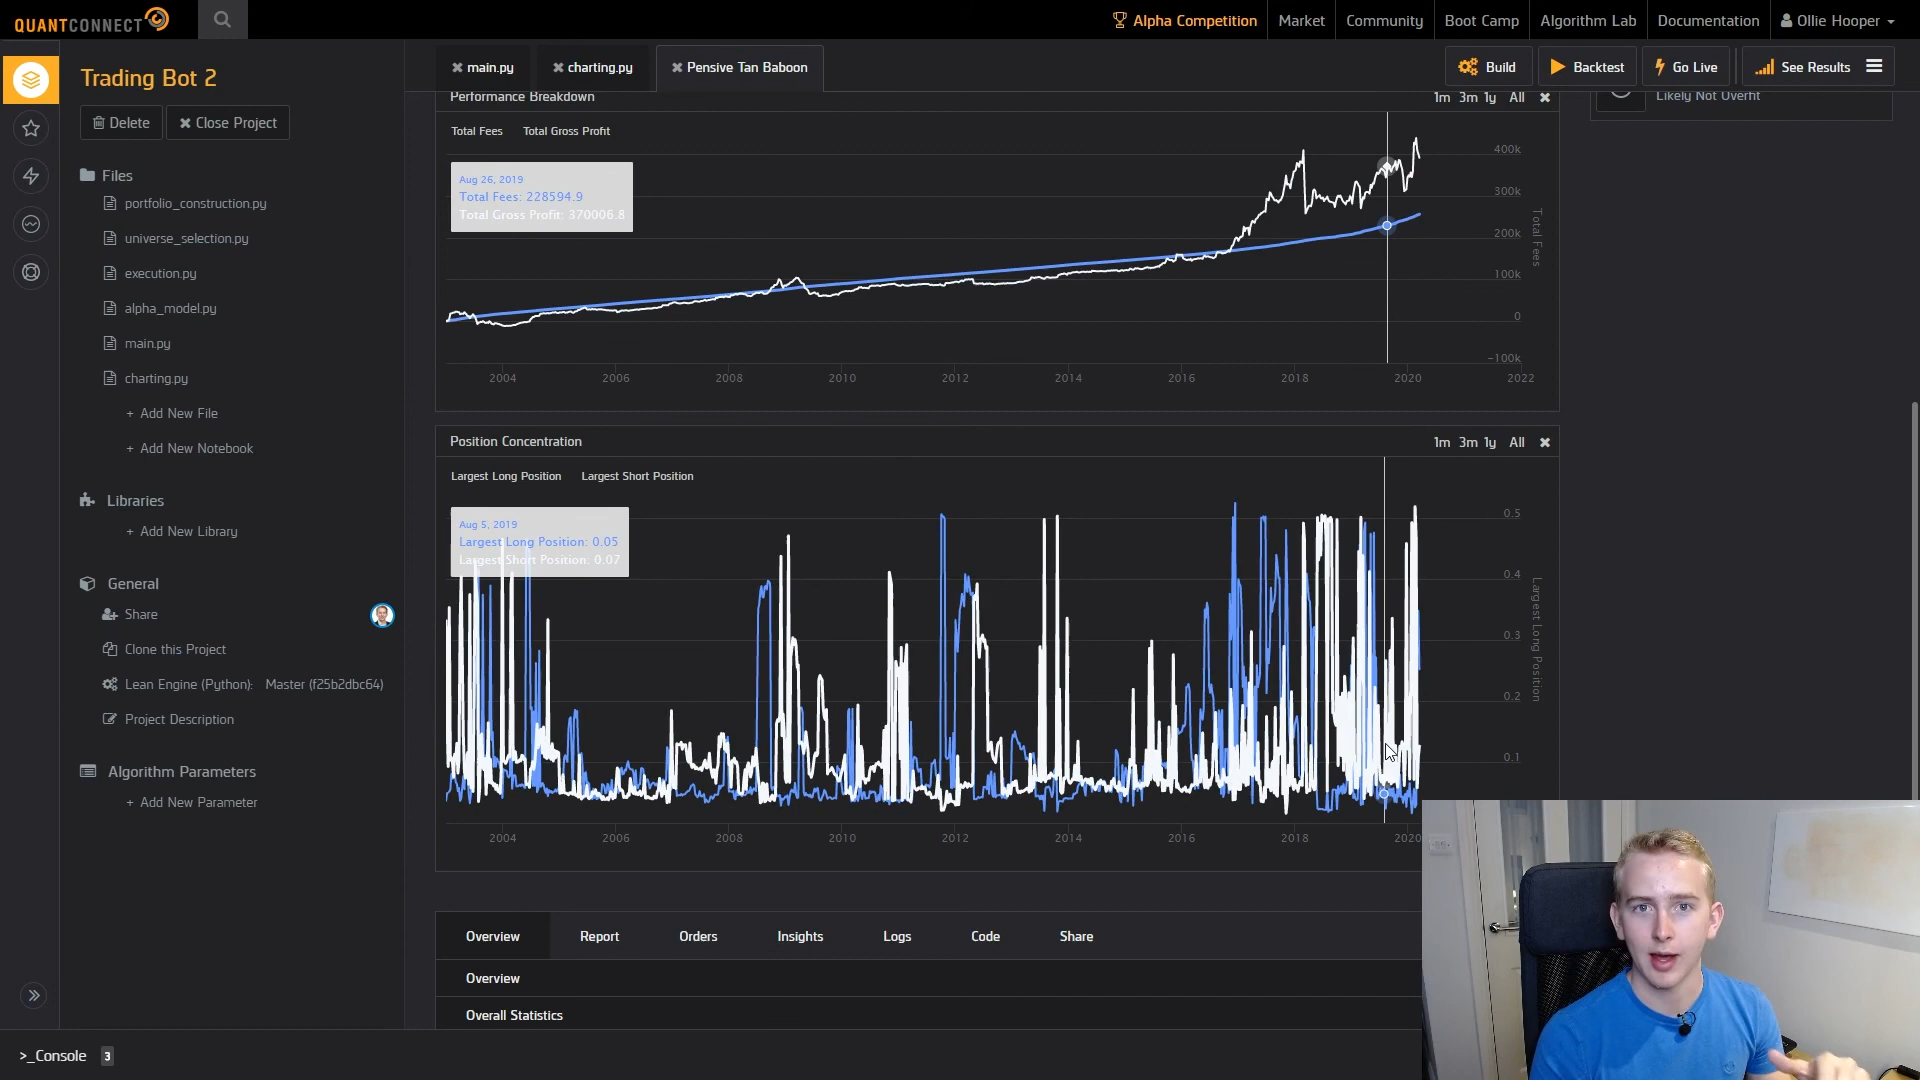 QUANTCONNECT
Alpha Competition
Market
Community
Boot Camp
Algorithm Lab
Documentation
Ollie Hooper
Trading Bot 2
Delete
Close Project
Files
portfolio_construction.py
universe_selection.py
execution.py
alpha_model.py
main.py
charting.py
+ Add New File
+ Add New Notebook
Libraries
+ Add New Library
General
Share
Clone this Project
Lean Engine (Python): Master (f25b2dbc64)
Project Description
Algorithm Parameters
+ Add New Parameter
>_Console 3
main.py
charting.py
Pensive Tan Baboon
Build
Backtest
Go Live
See Results
Likely Not Overfit
Performance Breakdown
1m 3m 1y All
Total Fees Total Gross Profit
Aug 26, 2019
Total Fees: 228594.9
Total Gross Profit: 370006.8
400k
300k
200k
100k
0
-100k
Total Fees
2004 2006 2008 2010 2012 2014 2016 2018 2020 2022
Position Concentration
1m 3m 1y All
Largest Long Position Largest Short Position
Aug 5, 2019
Largest Long Position: 0.05
Largest Short Position: 0.07
0.5
0.4
0.3
0.2
0.1
Largest Long Position
2004 2006 2008 2010 2012 2014 2016 2018 2020
Overview Report Orders Insights Logs Code Share
Overview
Overall Statistics